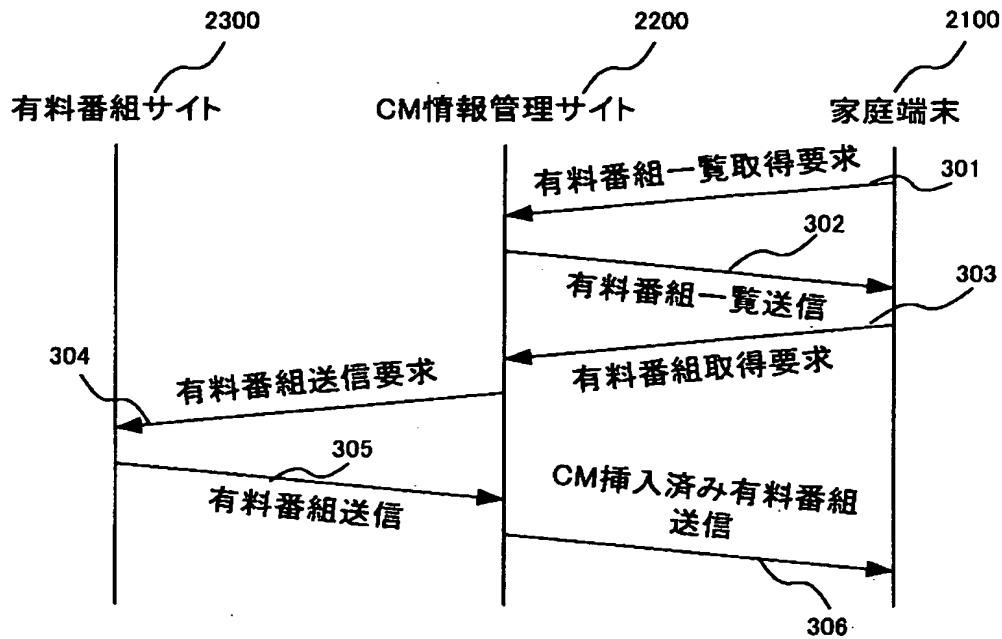 2300
2200
2100
有料番組サイト
CM情報管理サイト
家庭端末
有料番組一覧取得要求
301
302
有料番組一覧送信
303
有料番組取得要求
304
有料番組送信要求
305
有料番組送信
CM挿入済み有料番組
送信
306